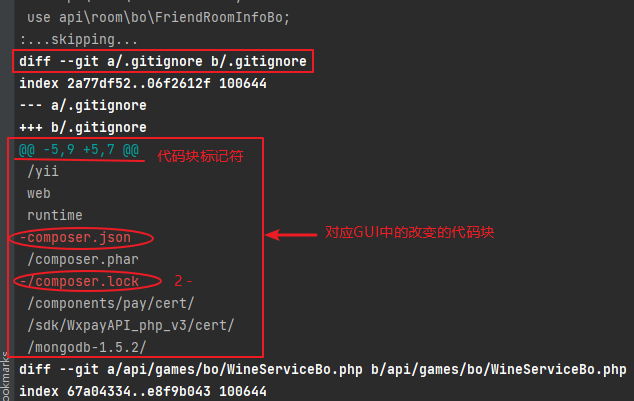 use api\room\bo\FriendRoomInfoBo;
:...skipping...
diff --git a/.gitignore b/.gitignore
index 2a77df52..06f2612f 100644
--- a/.gitignore
+++ b/.gitignore
@@ -5,9 +5,7 @@ 代码块标记符
/yii
web
runtime
-composer.json 对应GUI中的改变的代码块
/composer.phar
-/composer.lock 2 -
/components/pay/cert/
/sdk/WxpayAPI_php_v3/cert/
/mongodb-1.5.2/
diff --git a/api/games/bo/WineServiceBo.php b/api/games/bo/WineServiceBo.php
index 67a04334..e8f9b043 100644
ookmarks